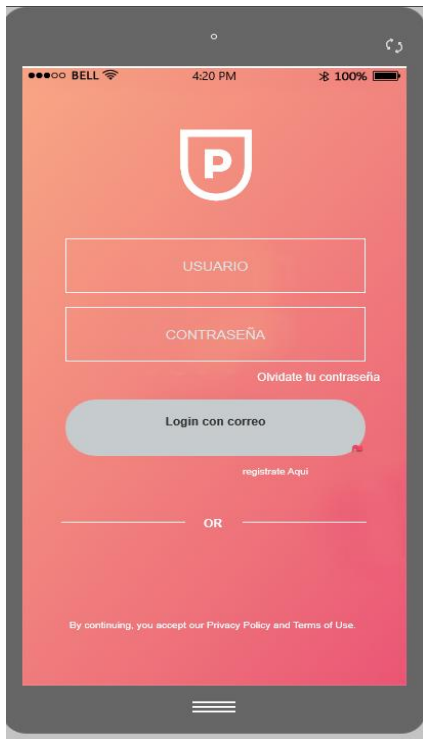 BELL 4:20 PM 100%
P
USUARIO
CONTRASEÑA
Olvidate tu contraseña
Login con correo
registrate Aqui
OR
By continuing, you accept our Privacy Policy and Terms of Use.